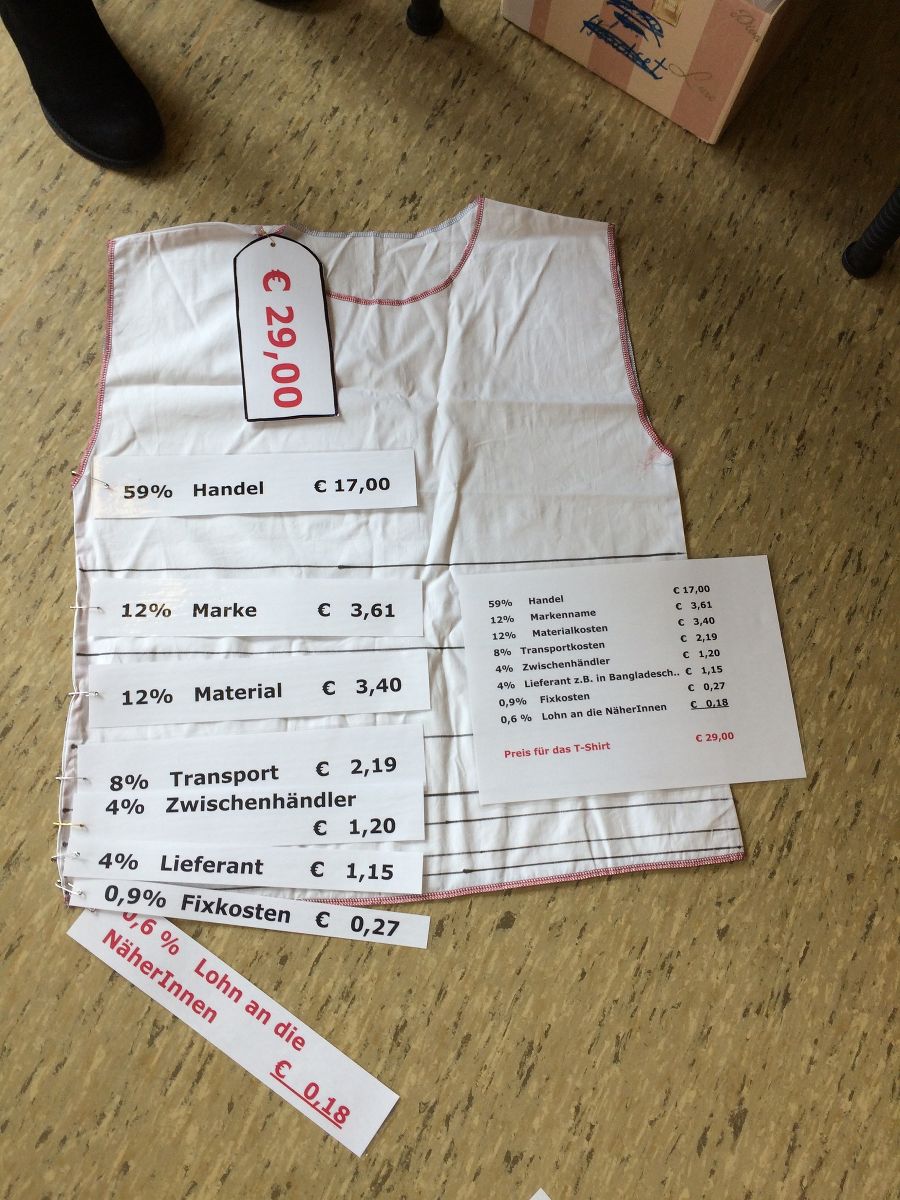 € 29,00
59% Handel € 17,00
12% Marke € 3,61
12% Material € 3,40
8% Transport € 2,19
4% Zwischenhändler
€ 1,20
4% Lieferant € 1,15
0,9% Fixkosten € 0,27
0,6 % Lohn an die
NäherInnen
€ 0,18
59% Handel € 17,00
12% Markenname € 3,61
12% Materialkosten € 3,40
8% Transportkosten € 2,19
4% Zwischenhändler € 1,20
4% Lieferant z.B. in Bangladesch.. € 1,15
0,9% Fixkosten € 0,27
0,6 % Lohn an die NäherInnen € 0,18
Preis für das T-Shirt € 29,00